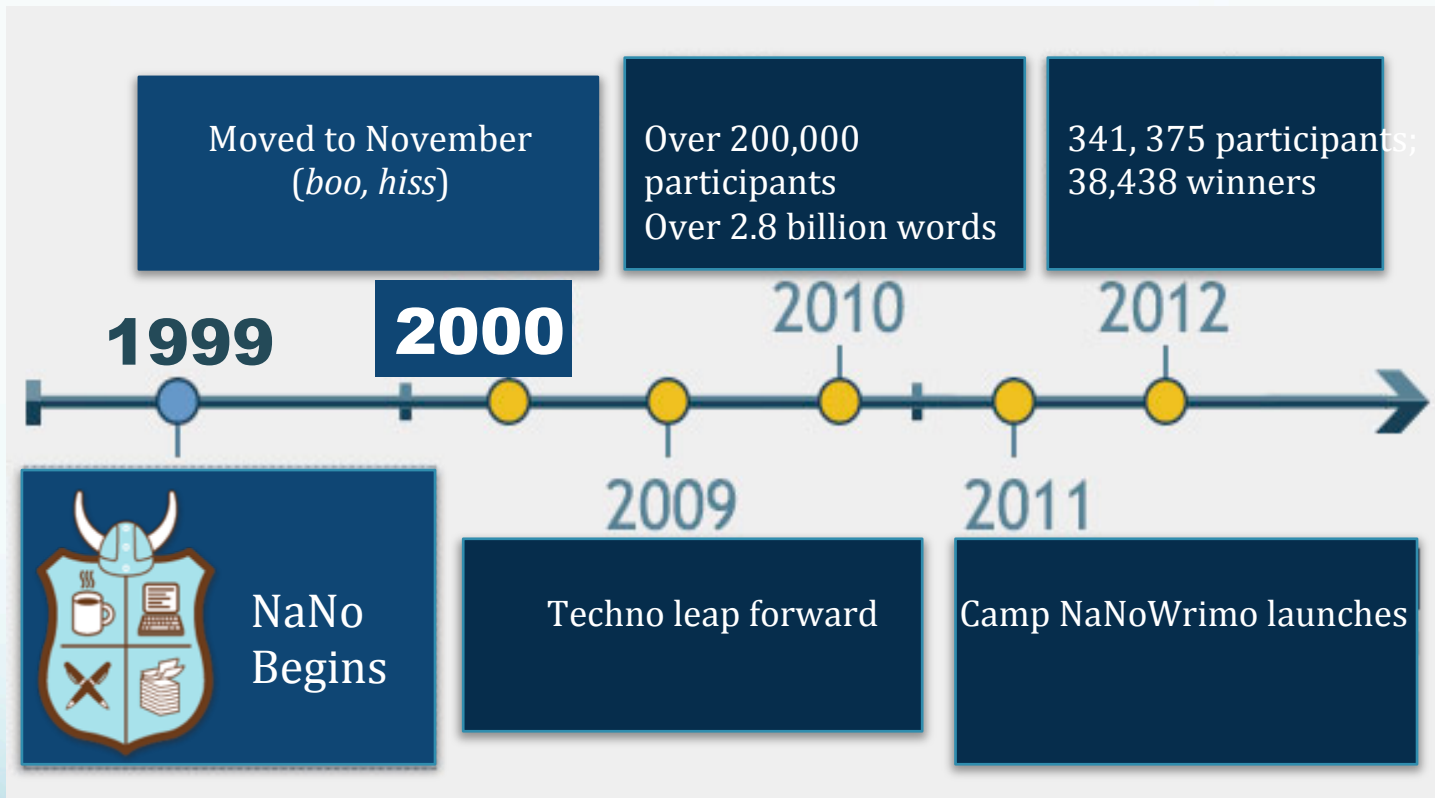 Moved to November
(boo, hiss)
Over 200,000
participants
Over 2.8 billion words
341, 375 participants;
38,438 winners
1999
2000
2010
2012
2009
2011
NaNo
Begins
Techno leap forward
Camp NaNoWrimo launches